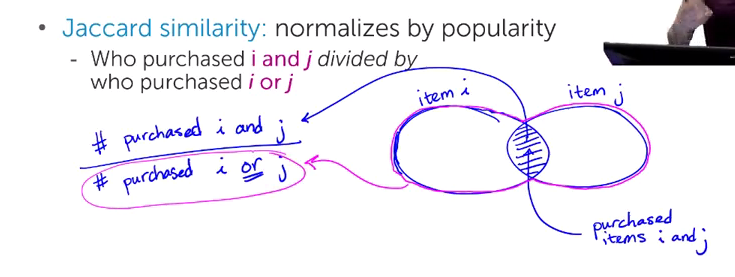 • Jaccard similarity: normalizes by popularity
- Who purchased i and j divided by
who purchased i or j
item i
item j
# purchased i and j
# purchased i or j
purchased
items i and j